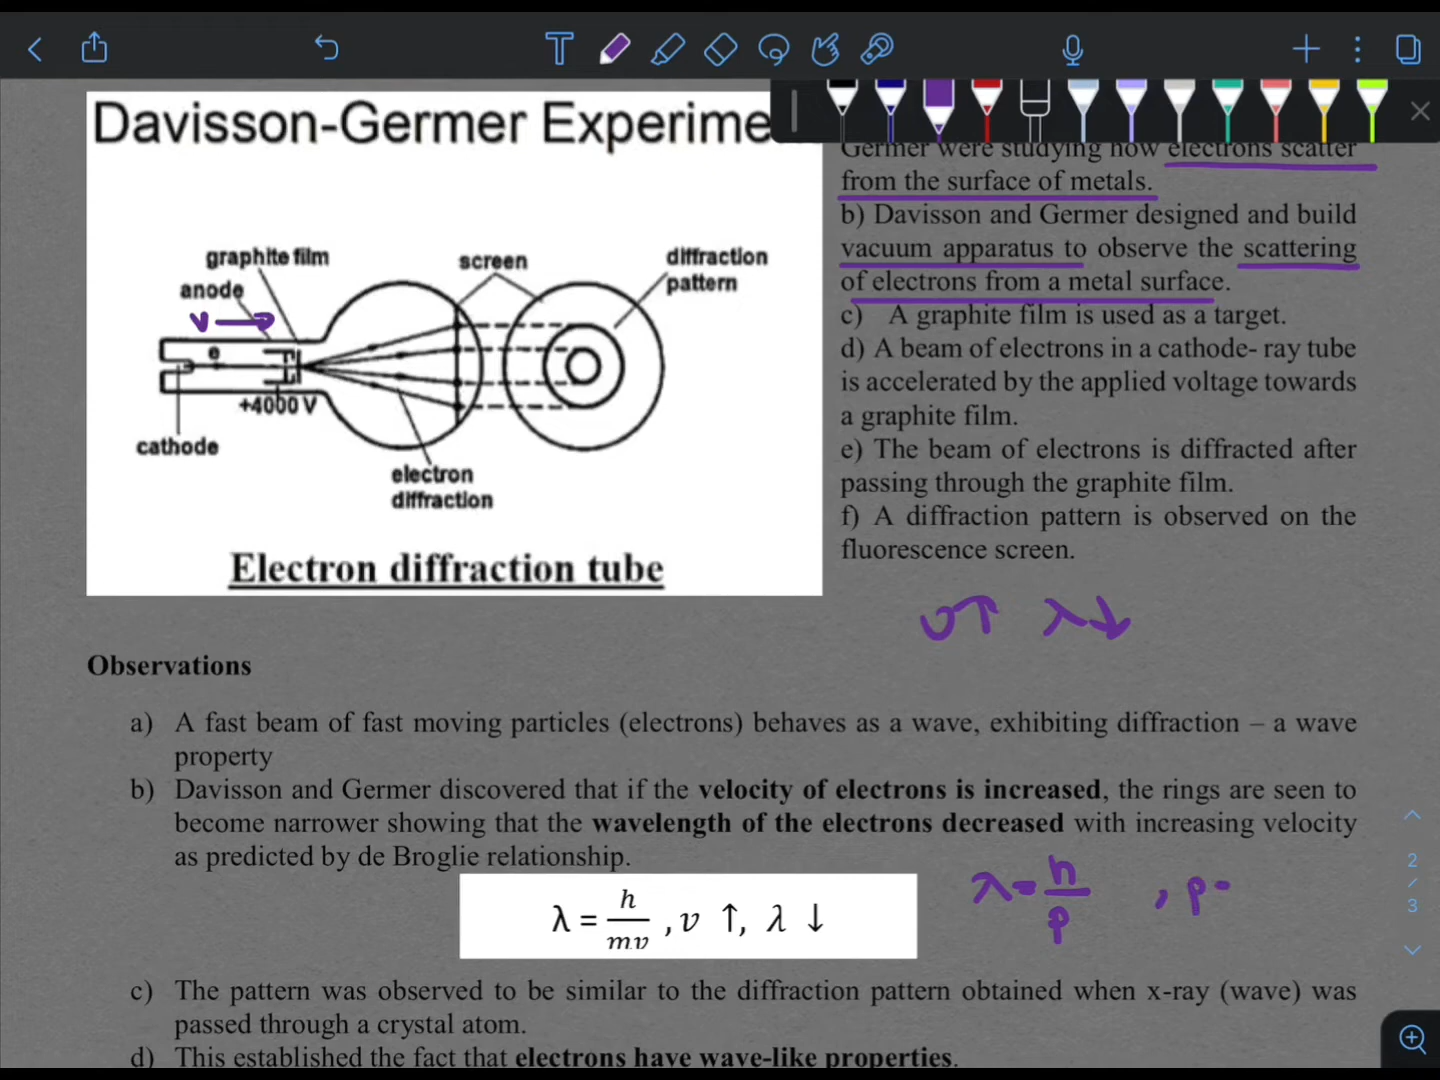 Davisson-Germer Experime
Germer were studying how electrons scatter
from the surface of metals.
b) Davisson and Germer designed and build
vacuum apparatus to observe the scattering
of electrons from a metal surface.
c) A graphite film is used as a target.
d) A beam of electrons in a cathode- ray tube
is accelerated by the applied voltage towards
a graphite film.
e) The beam of electrons is diffracted after
passing through the graphite film.
f) A diffraction pattern is observed on the
fluorescence screen.
graphite film
anode
v →
e
+4000 V
cathode
screen
diffraction
pattern
electron
diffraction
Electron diffraction tube
υ↑ λ↓
Observations
a) A fast beam of fast moving particles (electrons) behaves as a wave, exhibiting diffraction – a wave
property
b) Davisson and Germer discovered that if the velocity of electrons is increased, the rings are seen to
become narrower showing that the wavelength of the electrons decreased with increasing velocity
as predicted by de Broglie relationship.
λ = h/mv , v ↑, λ ↓
λ = h/p , p =
c) The pattern was observed to be similar to the diffraction pattern obtained when x-ray (wave) was
passed through a crystal atom.
d) This established the fact that electrons have wave-like properties.
2
/
3